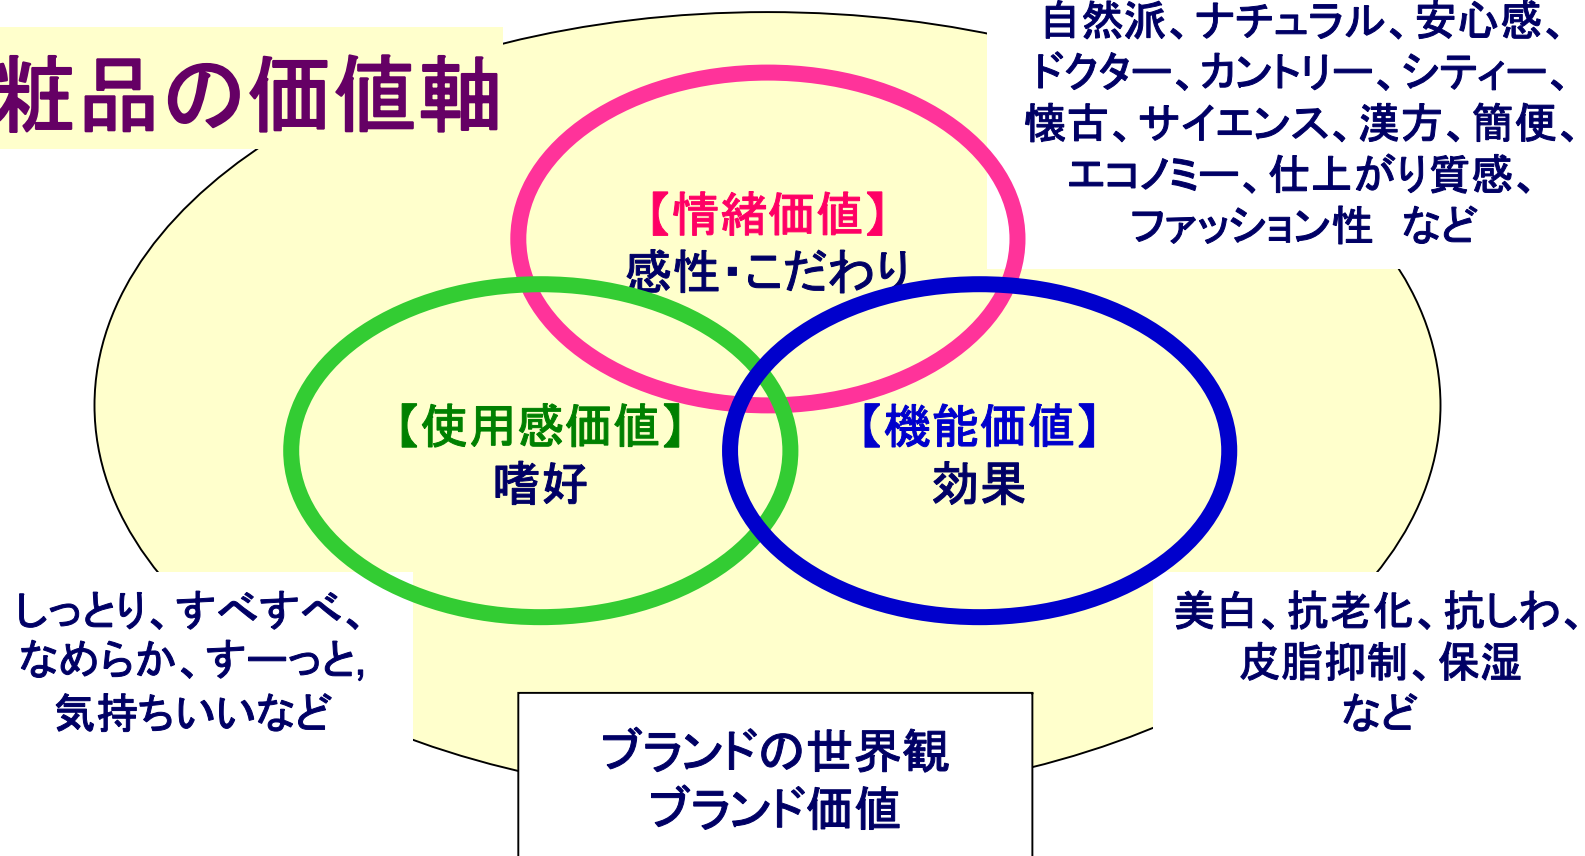 粧品の価値軸
自然派、ナチュラル、安心感、
ドクター、カントリー、シティー、
懐古、サイエンス、漢方、簡便、
エコノミー、仕上がり質感、
ファッション性　など
【情緒価値】
感性・こだわり
【使用感価値】
嗜好
【機能価値】
効果
しっとり、すべすべ、
なめらか、すーっと,
気持ちいいなど
美白、抗老化、抗しわ、
皮脂抑制、保湿
など
ブランドの世界観
ブランド価値